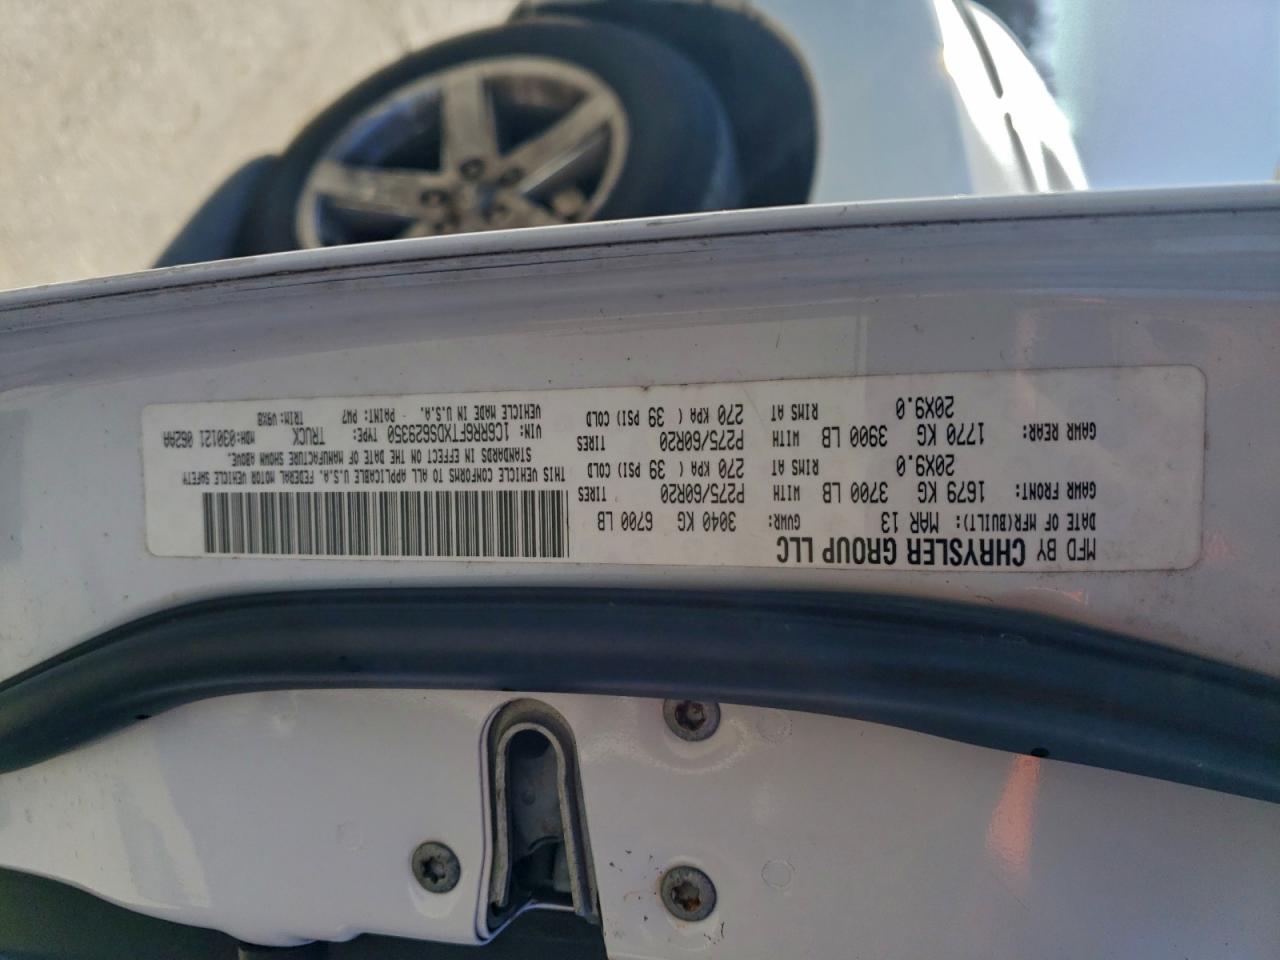 MFD BY CHRYSLER GROUP LLC
DATE OF MFR(BUILT): MAR 13 GVWR: 3040 KG 6700 LB
GAWR FRONT: 1679 KG 3700 LB WITH P275/60R20 TIRES
20X9.0 RIMS AT 270 KPA ( 39 PSI) COLD
GAWR REAR: 1770 KG 3900 LB WITH P275/60R20 TIRES
20X9.0 RIMS AT 270 KPA ( 39 PSI) COLD
THIS VEHICLE CONFORMS TO ALL APPLICABLE U.S.A. FEDERAL MOTOR VEHICLE SAFETY
STANDARDS IN EFFECT ON THE DATE OF MANUFACTURE SHOWN ABOVE.
VIN: 1C6RR6FTXDS629350 TYPE: TRUCK MDH:030121 062AA
VEHICLE MADE IN U.S.A. PAINT: PW7 TRIM: V9X8